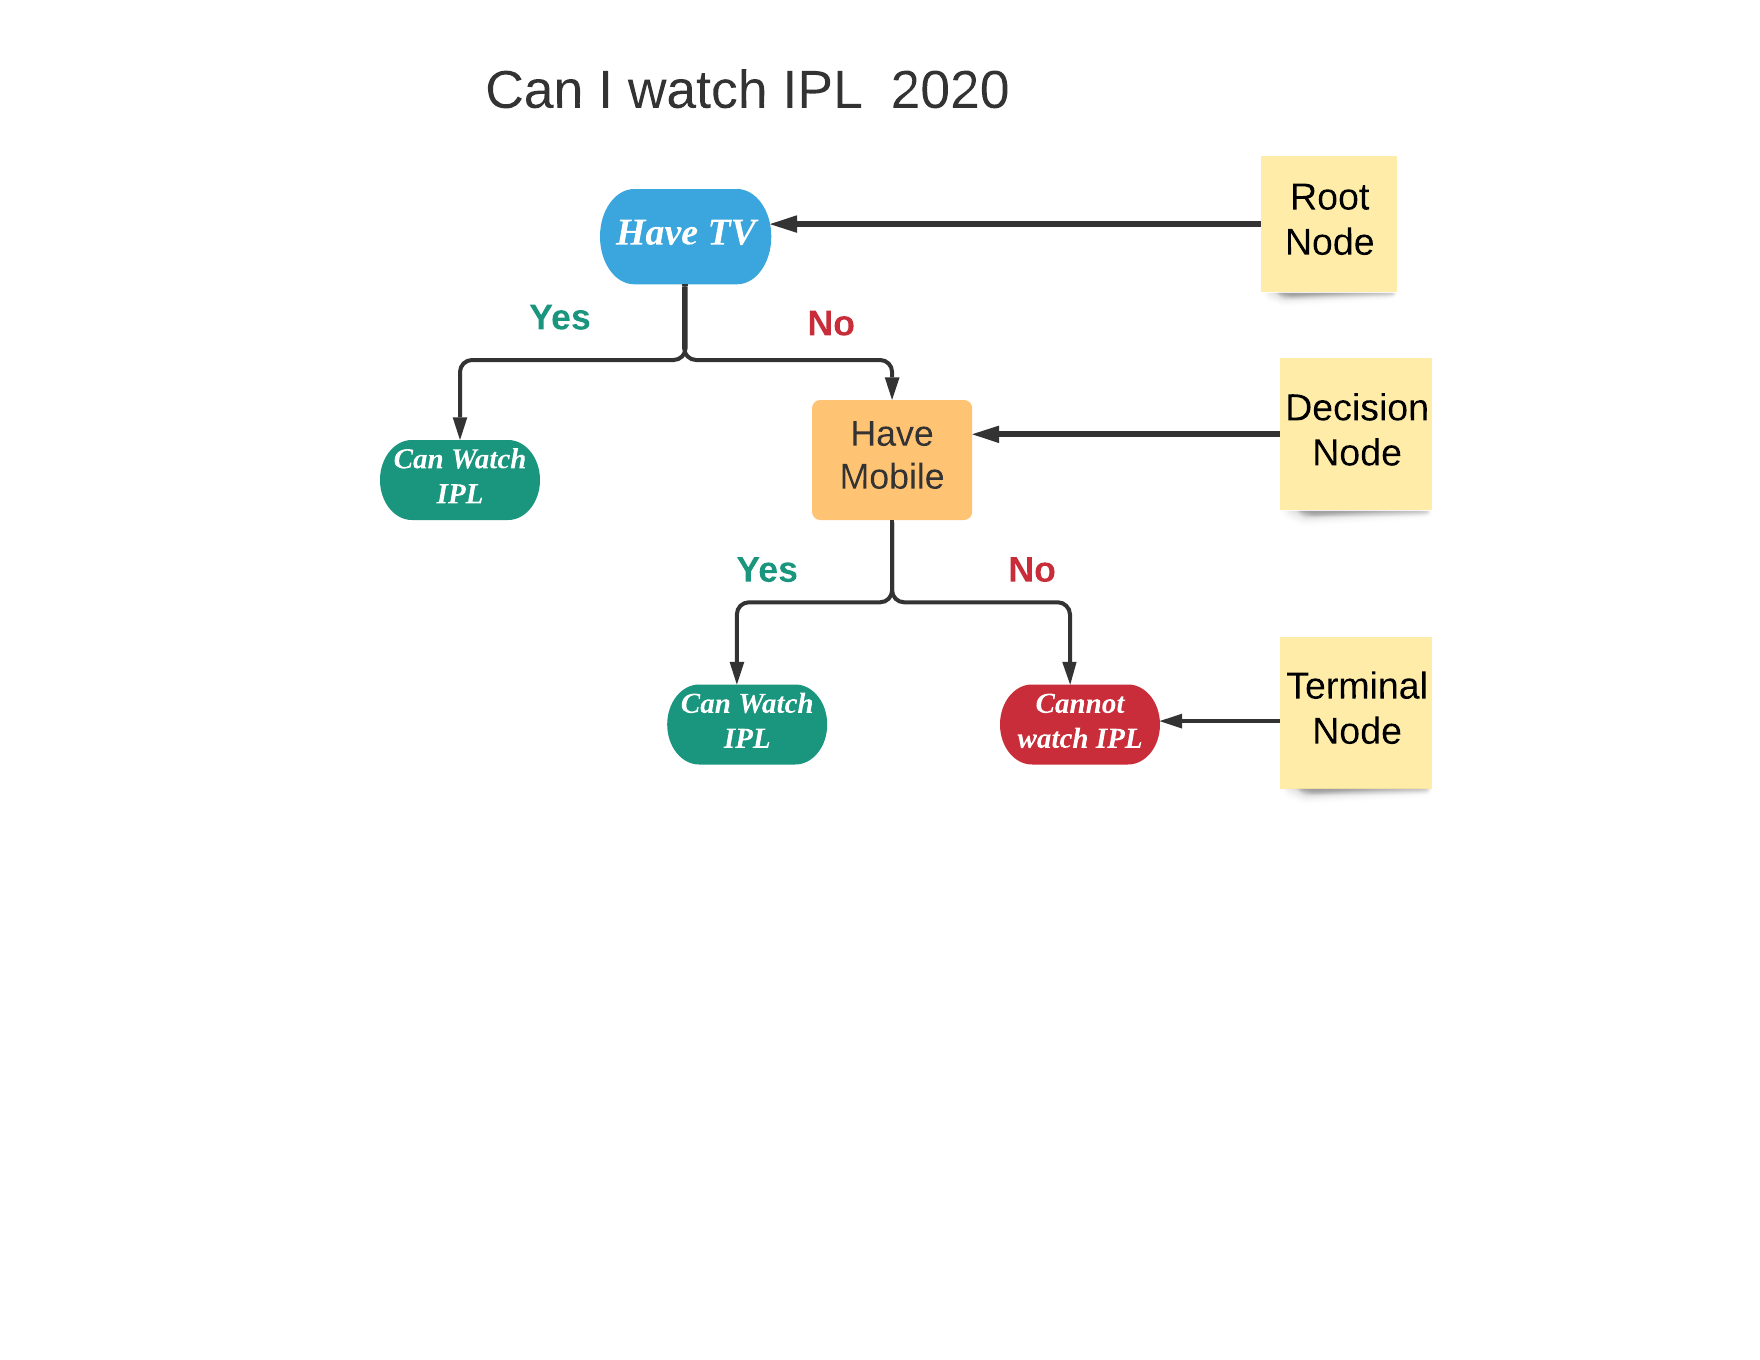 Can I watch IPL  2020
Have TV
Root
Node
Yes
No
Can Watch
IPL
Have
Mobile
Decision
Node
Yes
No
Can Watch
IPL
Cannot
watch IPL
Terminal
Node